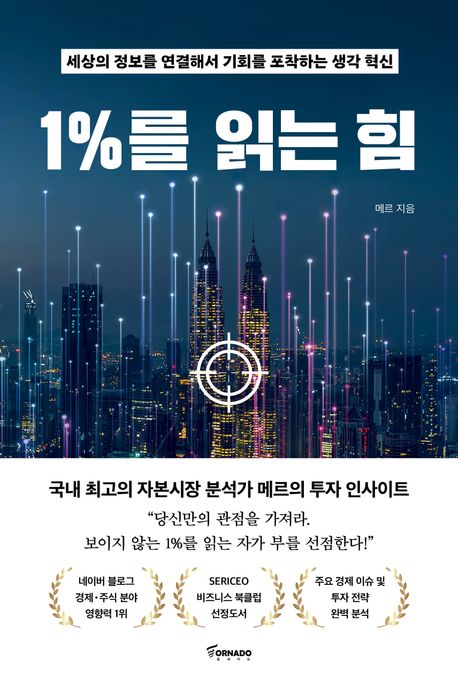 세상의 정보를 연결해서 기회를 포착하는 생각 혁신
1%를 읽는 힘
메르 지음
국내 최고의 자본시장 분석가 메르의 투자 인사이트
“당신만의 관점을 가져라.
보이지 않는 1%를 읽는 자가 부를 선점한다!”
네이버 블로그
경제·주식 분야
영향력 1위
SERICEO
비즈니스 북클럽
선정도서
주요 경제 이슈 및
투자 전략
완벽 분석
TORNADO
토네이도